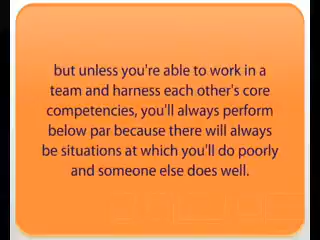 but unless you're able to work in a
team and harness each other's core
competencies, you'll always perform
below par because there will always
be situations at which you'll do poorly
and someone else does well.